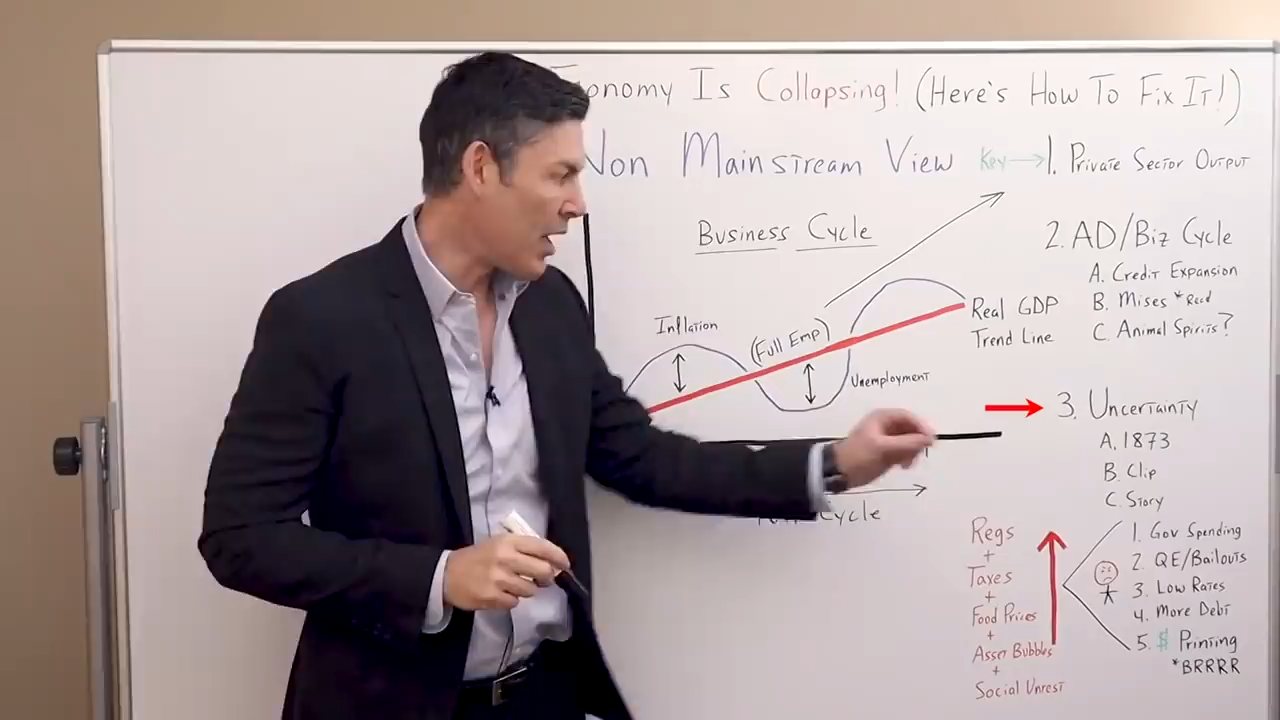 onomy Is Collapsing! (Here's How To Fix It!)
Non Mainstream View
Key → 1. Private Sector Output
Business Cycle
Inflation
(Full Emp)
Unemployment
Real GDP
Trend Line
Cycle
2. AD/Biz Cycle
A. Credit Expansion
B. Mises *Recd
C. Animal Spirits?
3. Uncertainty
A. 1873
B. Clip
C. Story
Regs
+
Taxes
+
Food Prices
+
Asset Bubbles
+
Social Unrest
1. Gov Spending
2. QE/Bailouts
3. Low Rates
4. More Debt
5. $ Printing
*BRRRR